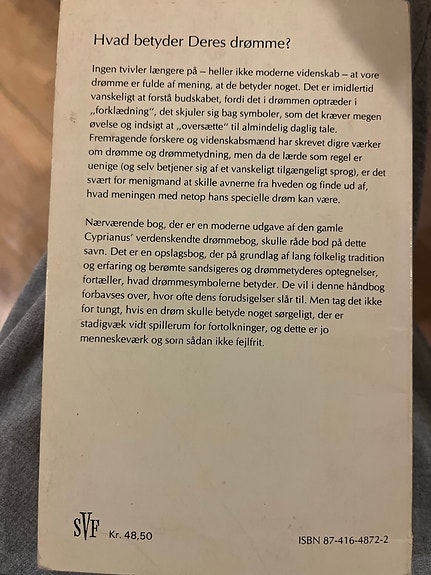 Hvad betyder Deres drømme?
Ingen tvivler længere på – heller ikke moderne videnskab – at vore
drømme er fulde af mening, at de betyder noget. Det er imidlertid
vanskeligt at forstå budskabet, fordi det i drømmen optræder i
„forklædning“, det skjuler sig bag symboler, som det kræver megen
øvelse og indsigt at „oversætte“ til almindelig daglig tale.
Fremragende forskere og videnskabsmænd har skrevet digre værker
om drømme og drømmetydning, men da de lærde som regel er
uenige (og selv betjener sig af et vanskeligt tilgængeligt sprog), er det
svært for menigmand at skille avnerne fra hveden og finde ud af,
hvad meningen med netop hans specielle drøm kan være.
Nærværende bog, der er en moderne udgave af den gamle
Cyprianus’ verdenskendte drømmebog, skulle råde bod på dette
savn. Det er en opslagsbog, der på grundlag af lang folkelig tradition
og erfaring og berømte sandsigeres og drømmetyderes optegnelser,
fortæller, hvad drømmesymbolerne betyder. De vil i denne håndbog
forbavses over, hvor ofte dens forudsigelser slår til. Men tag det ikke
for tungt, hvis en drøm skulle betyde noget sørgeligt, der er
stadigvæk vidt spillerum for fortolkninger, og dette er jo
menneskeværk og som sådan ikke fejlfrit.
SVF Kr. 48,50
ISBN 87-416-4872-2